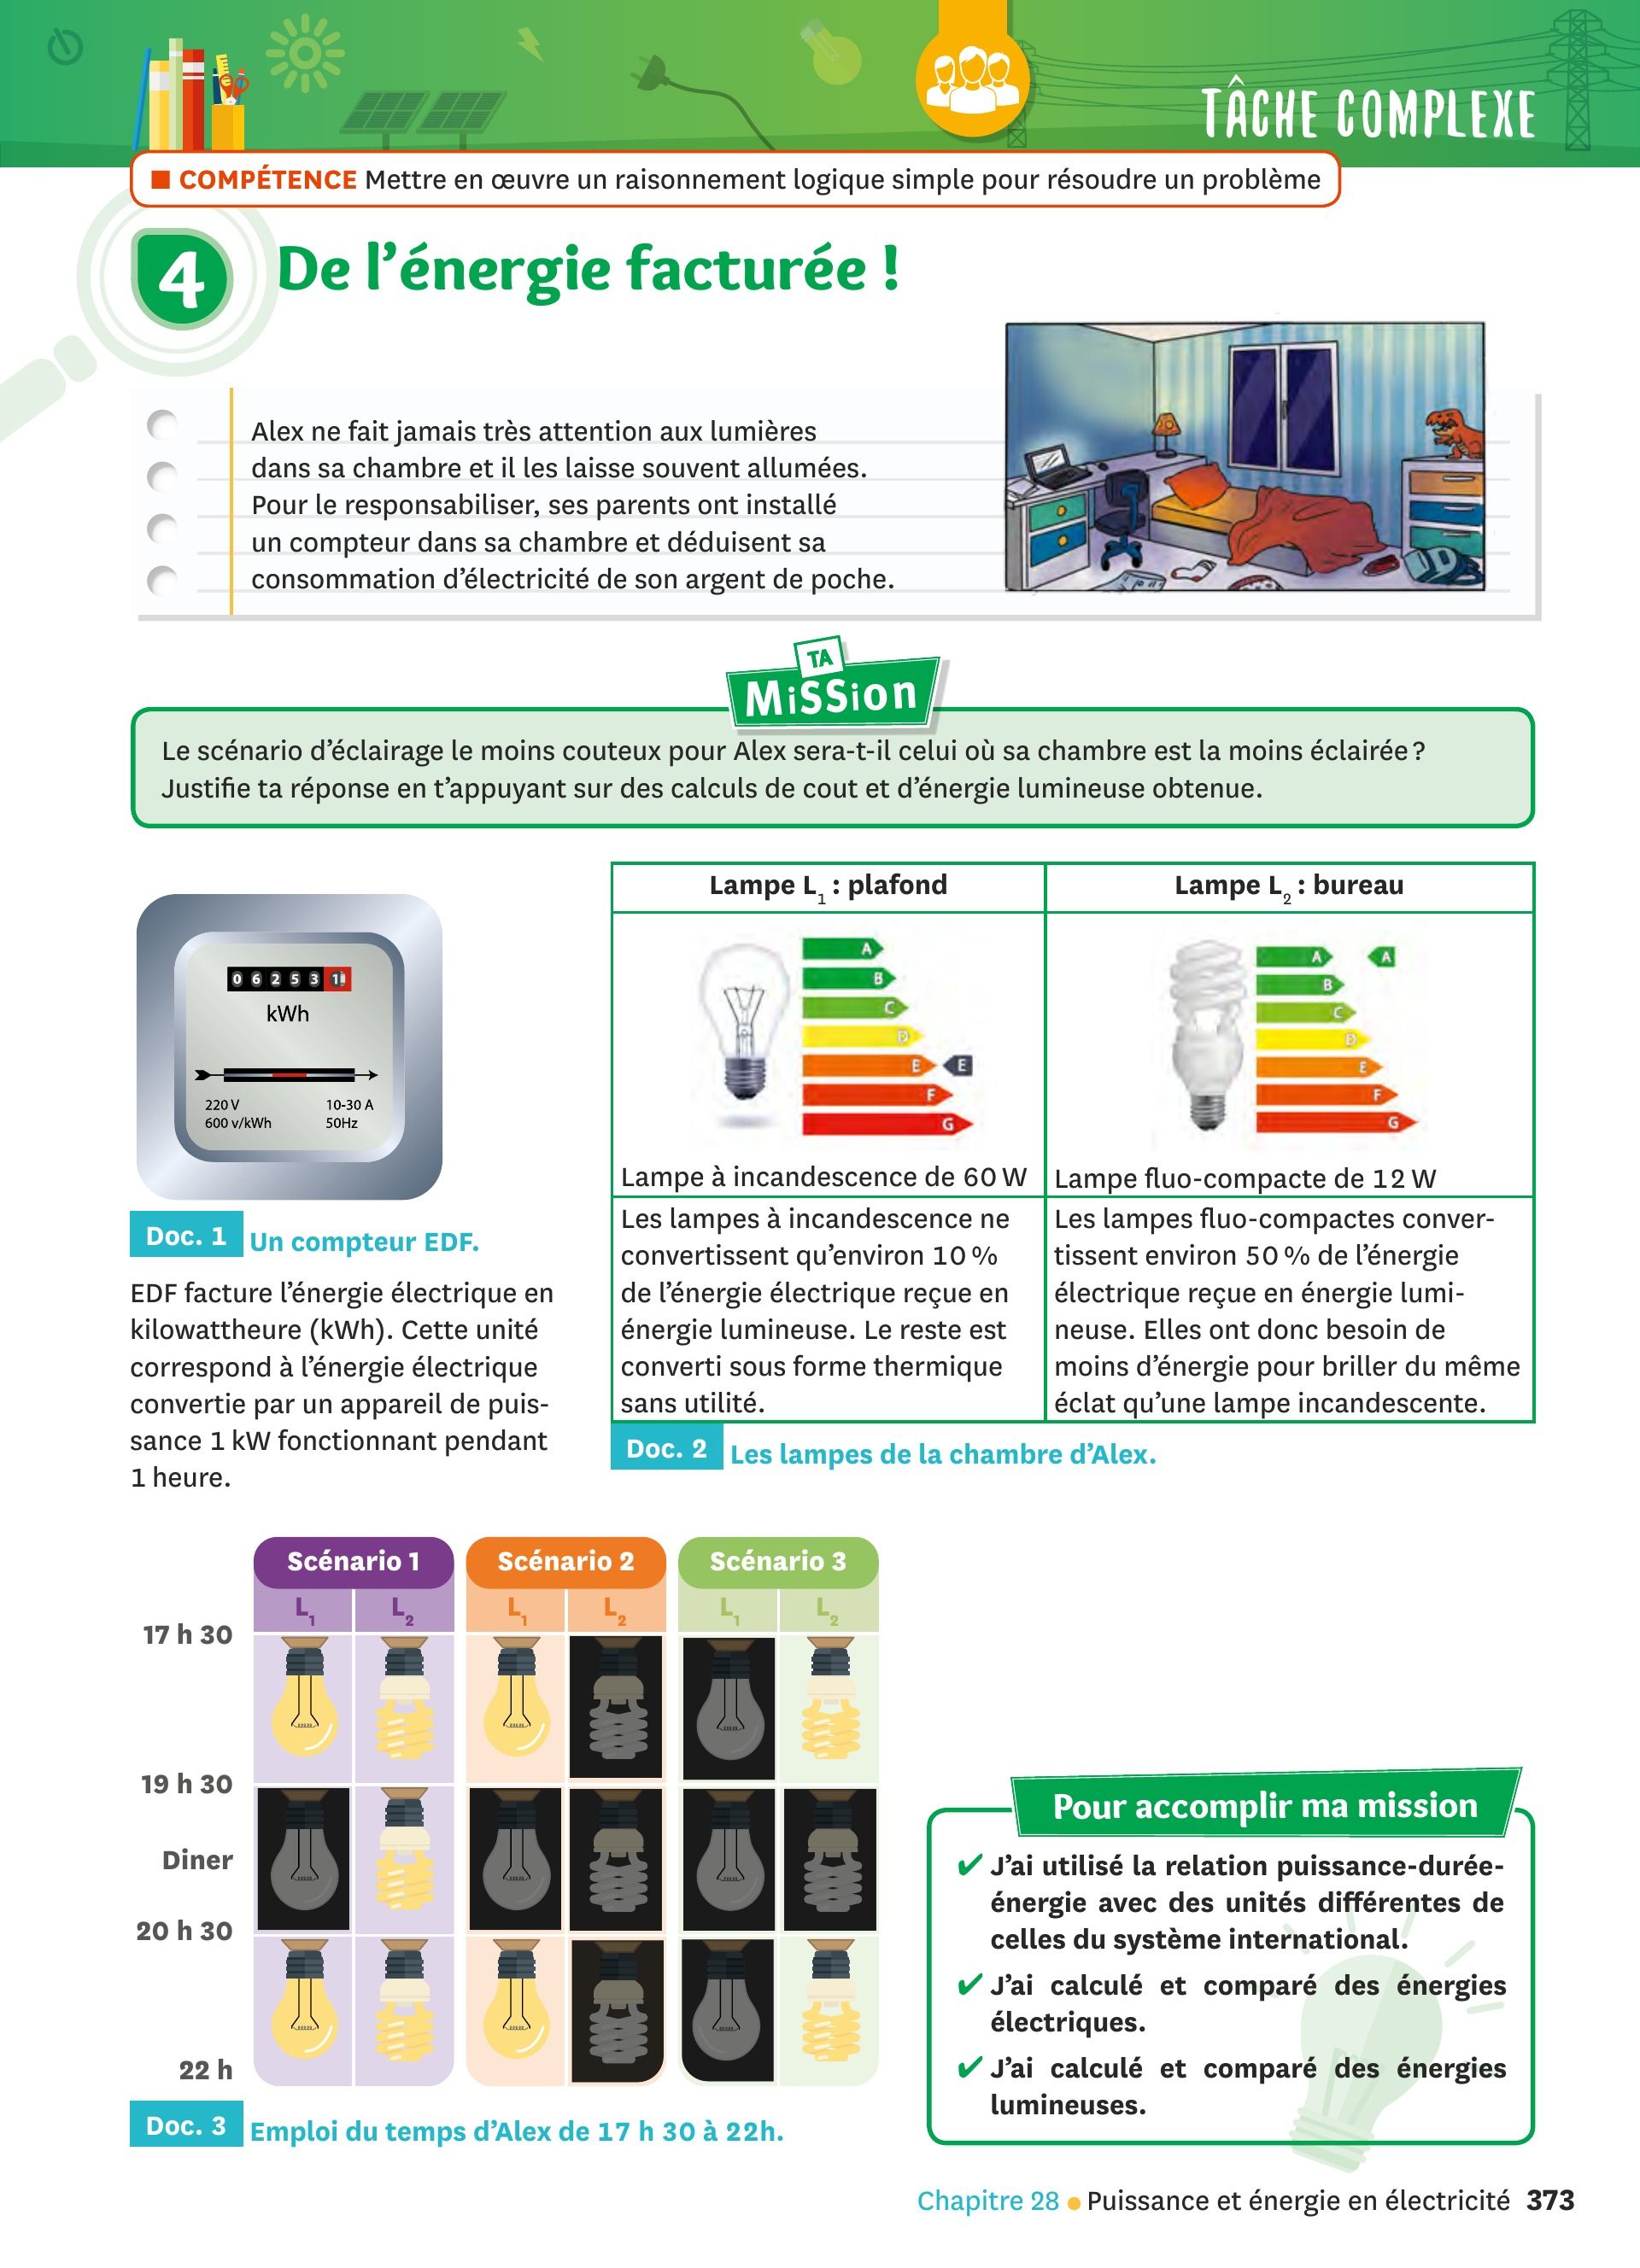 TÂCHE COMPLEXE
■ COMPÉTENCE Mettre en œuvre un raisonnement logique simple pour résoudre un problème
4 De l'énergie facturée !
Alex ne fait jamais très attention aux lumières
dans sa chambre et il les laisse souvent allumées.
Pour le responsabiliser, ses parents ont installé
un compteur dans sa chambre et déduisent sa
consommation d'électricité de son argent de poche.
TA
MiSSion
Le scénario d'éclairage le moins couteux pour Alex sera-t-il celui où sa chambre est la moins éclairée ?
Justifie ta réponse en t'appuyant sur des calculs de cout et d'énergie lumineuse obtenue.
0 6 2 5 3 1
kWh
220 V 10-30 A
600 v/kWh 50Hz
Doc. 1 Un compteur EDF.
EDF facture l'énergie électrique en
kilowattheure (kWh). Cette unité
correspond à l'énergie électrique
convertie par un appareil de puis-
sance 1 kW fonctionnant pendant
1 heure.
Lampe L1 : plafond
A
B
C
D
E E
F
G
Lampe à incandescence de 60 W
Les lampes à incandescence ne
convertissent qu'environ 10 %
de l'énergie électrique reçue en
énergie lumineuse. Le reste est
converti sous forme thermique
sans utilité.
Lampe L2 : bureau
A A
B
C
D
E
F
G
Lampe fluo-compacte de 12 W
Les lampes fluo-compactes conver-
tissent environ 50 % de l'énergie
électrique reçue en énergie lumi-
neuse. Elles ont donc besoin de
moins d'énergie pour briller du même
éclat qu'une lampe incandescente.
Doc. 2 Les lampes de la chambre d'Alex.
Scénario 1 Scénario 2 Scénario 3
L1 L2 L1 L2 L1 L2
17 h 30
19 h 30
Diner
20 h 30
22 h
Doc. 3 Emploi du temps d'Alex de 17 h 30 à 22h.
Pour accomplir ma mission
✔ J'ai utilisé la relation puissance-durée-
énergie avec des unités différentes de
celles du système international.
✔ J'ai calculé et comparé des énergies
électriques.
✔ J'ai calculé et comparé des énergies
lumineuses.
Chapitre 28 ● Puissance et énergie en électricité 373